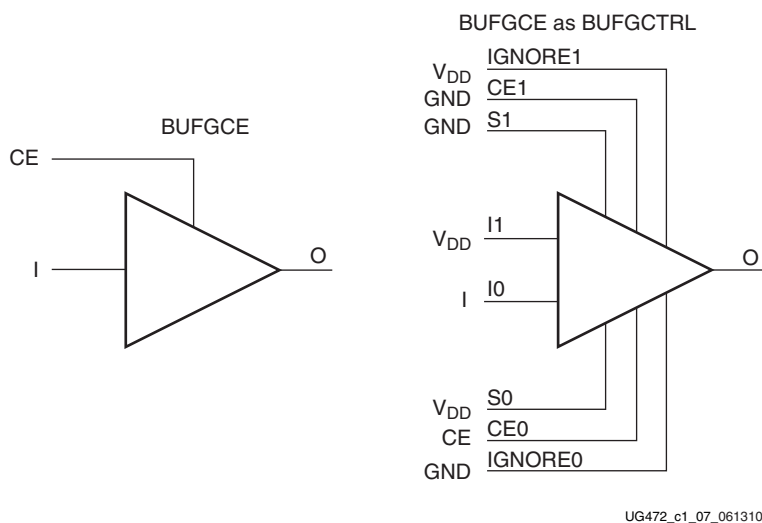 BUFGCE as BUFGCTRL
VDD IGNORE1
GND CE1
GND S1
BUFGCE
CE
VDD I1
I O
I I0 O
VDD S0
CE CE0
GND IGNORE0
UG472_c1_07_061310